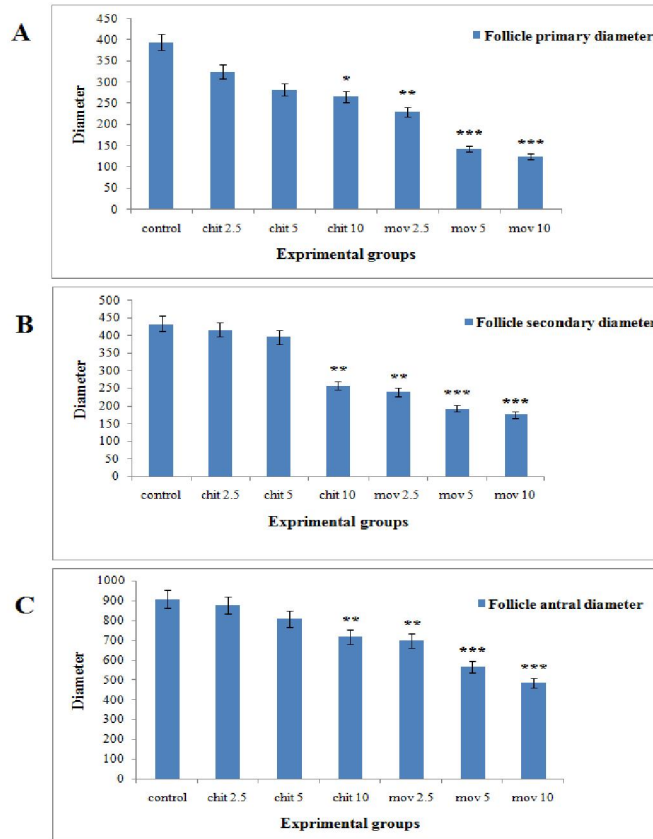 A
Follicle primary diameter
450
400
350
300
250
200
150
100
50
0
Diameter
* ** *** ***
control chit 2.5 chit 5 chit 10 mov 2.5 mov 5 mov 10
Exprimental groups
B
Follicle secondary diameter
500
450
400
350
300
250
200
150
100
50
0
Diameter
** ** *** ***
control chit 2.5 chit 5 chit 10 mov 2.5 mov 5 mov 10
Exprimental groups
C
Follicle antral diameter
1000
900
800
700
600
500
400
300
200
100
0
Diameter
** ** *** ***
control chit 2.5 chit 5 chit 10 mov 2.5 mov 5 mov 10
Exprimental groups